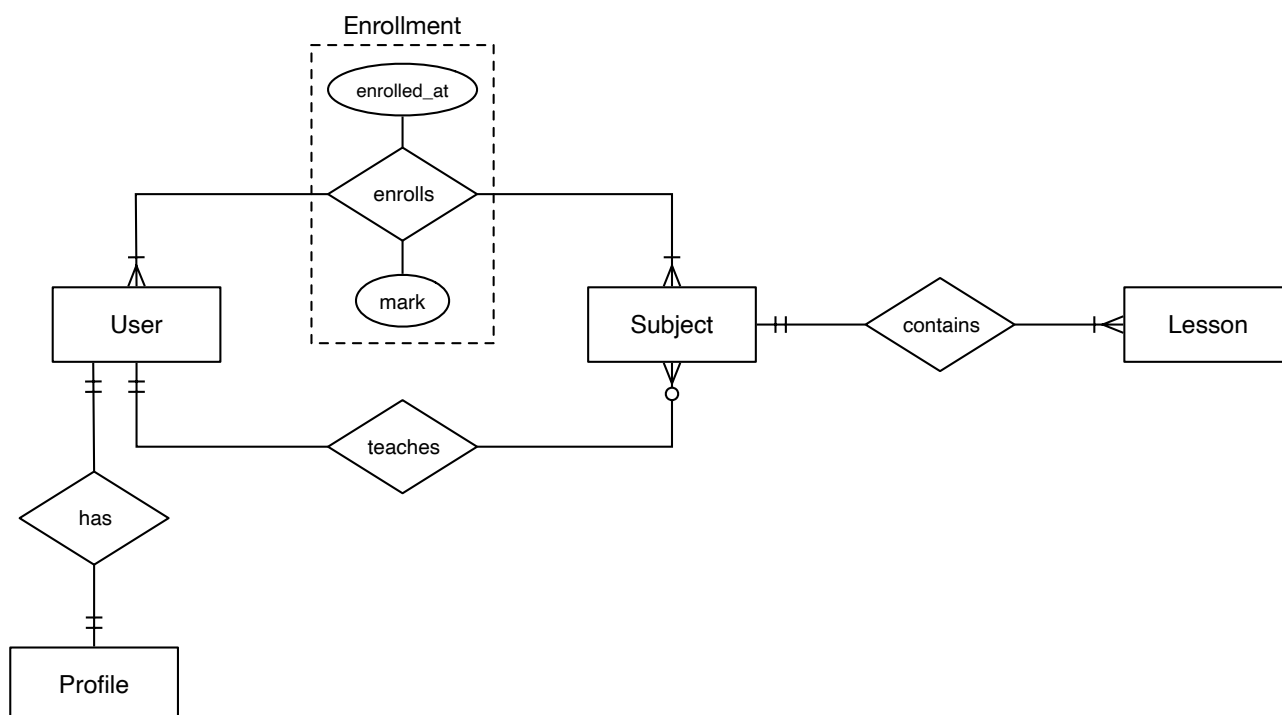 Enrollment
enrolled_at
enrolls
mark
User
Subject
contains
Lesson
teaches
has
Profile